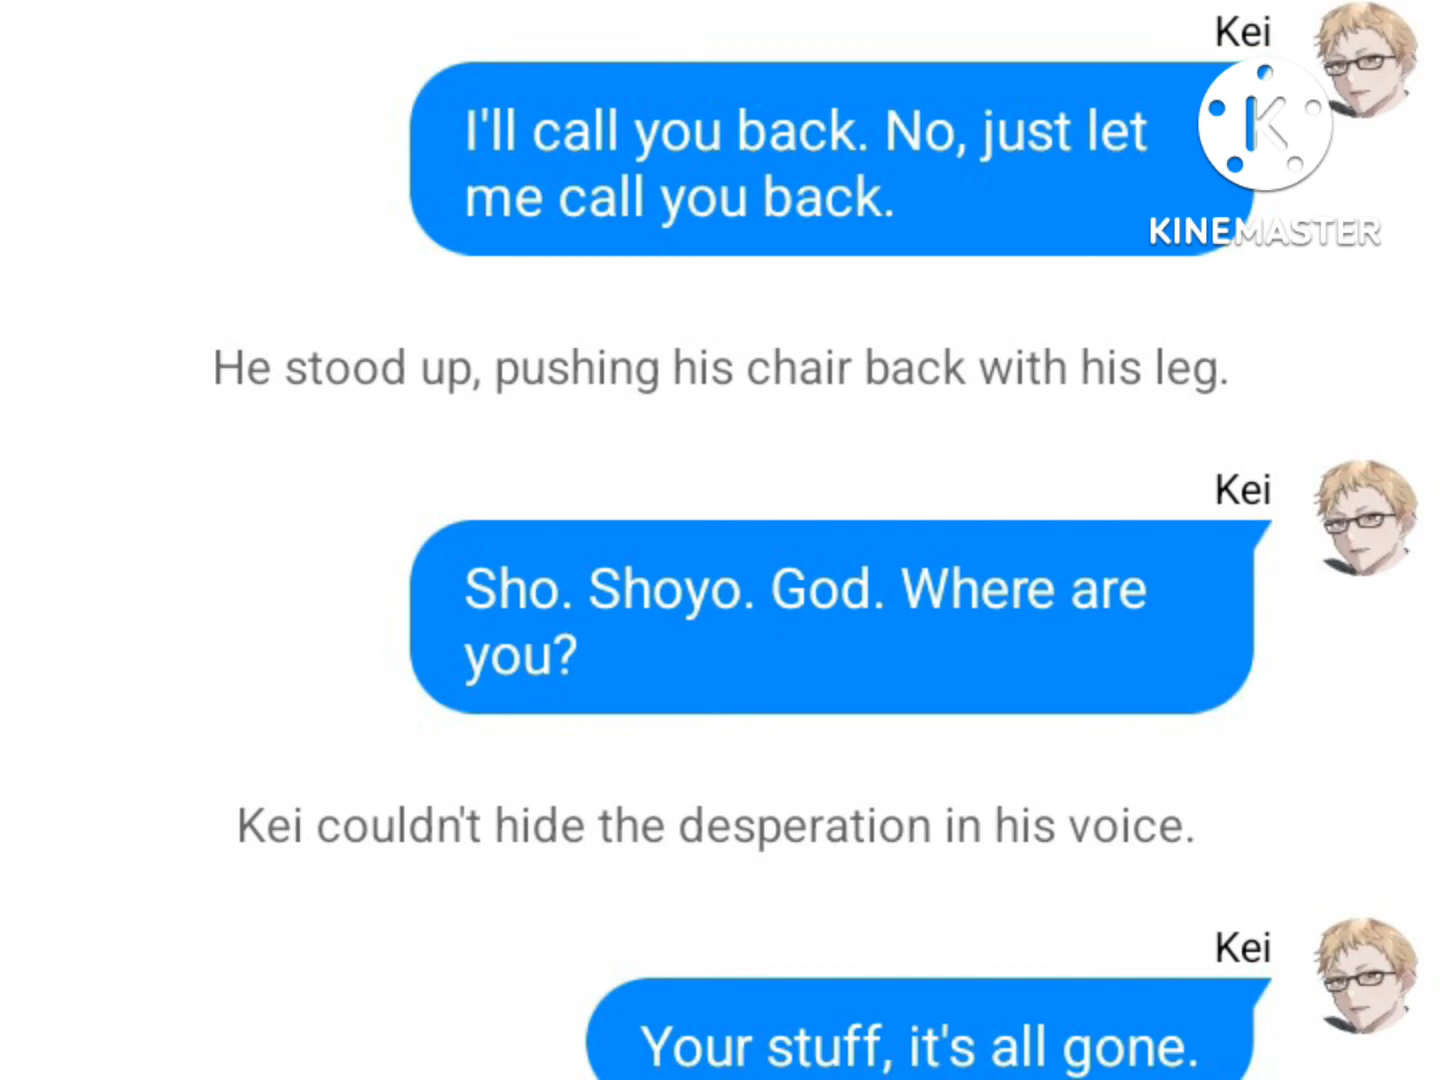 Kei
I'll call you back. No, just let
me call you back.
KINEMASTER
He stood up, pushing his chair back with his leg.
Kei
Sho. Shoyo. God. Where are
you?
Kei couldn't hide the desperation in his voice.
Kei
Your stuff, it's all gone.